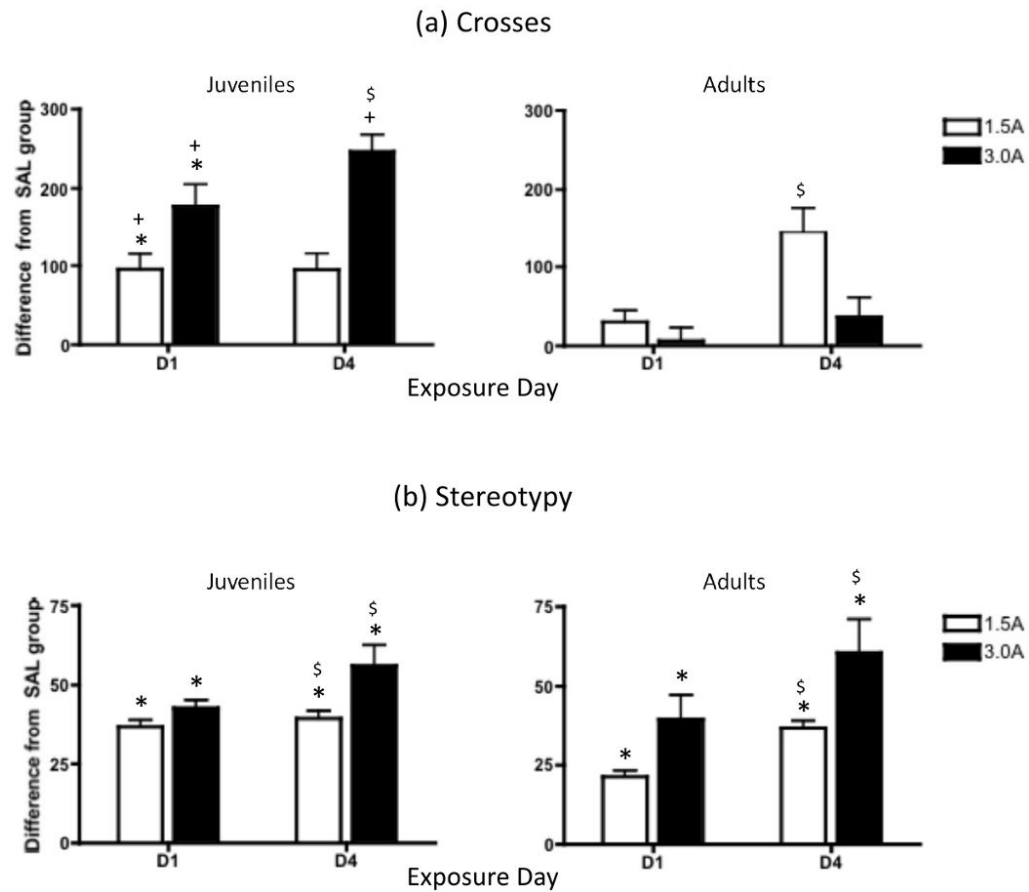 (a) Crosses
Juveniles
Adults
Difference from SAL group
300
200
100
0
+
*
+
*
$
+
D1
D4
300
200
100
0
$
D1
D4
1.5A
3.0A
Exposure Day
(b) Stereotypy
Juveniles
Adults
Difference from SAL group
75
50
25
0
*
*
$
*
$
*
D1
D4
75
50
25
0
*
*
$
*
$
*
D1
D4
1.5A
3.0A
Exposure Day